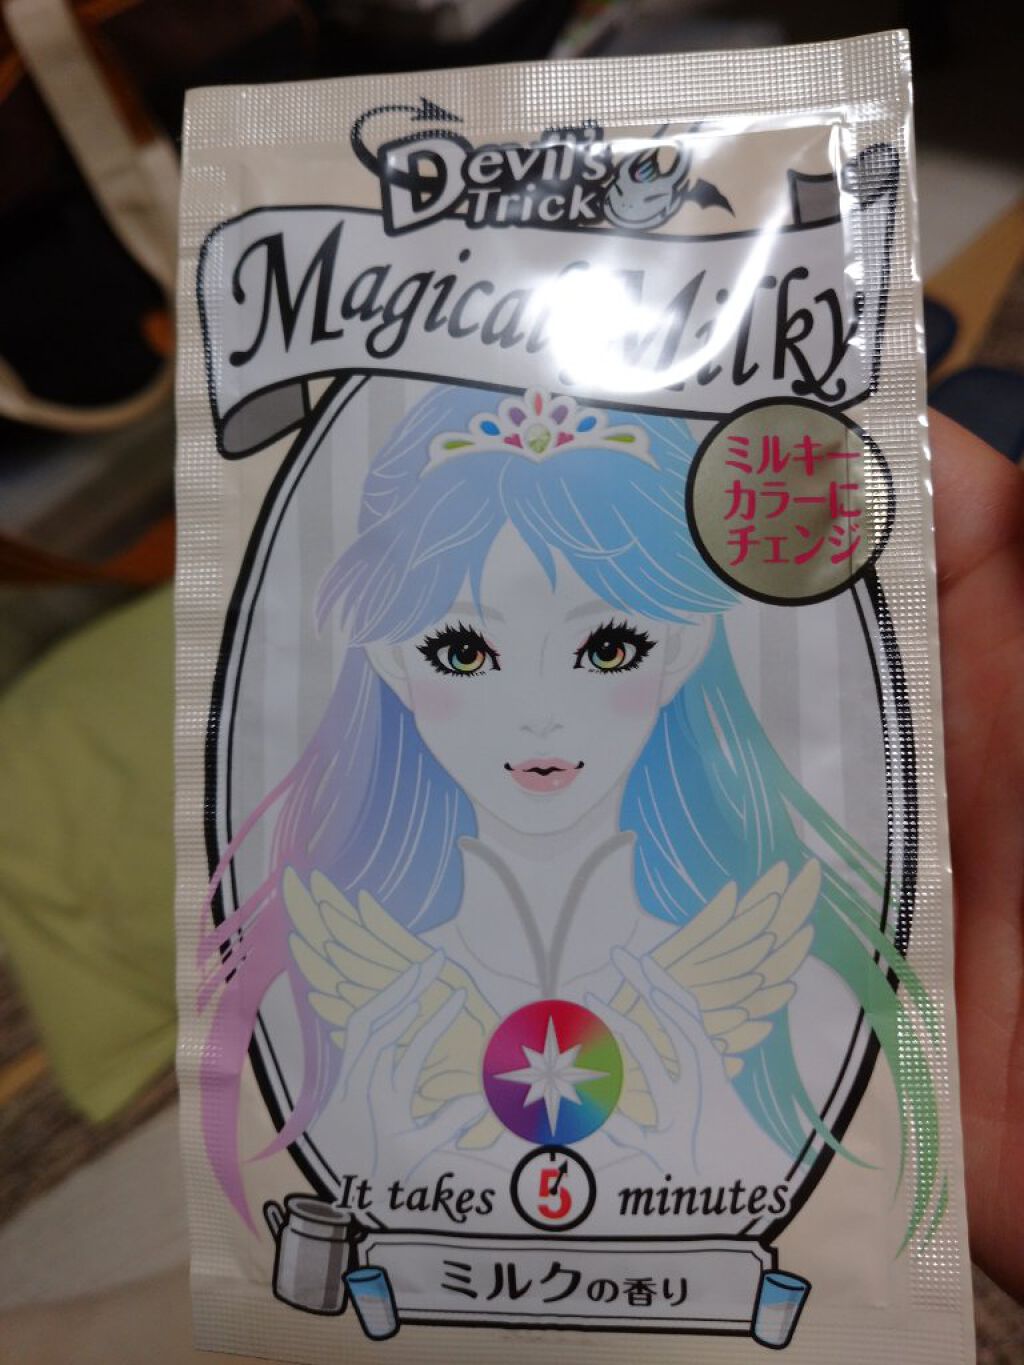 Devil's
Trick
Magical Milky
ミルキー
カラーに
チェンジ
It takes 5 minutes
ミルクの香り